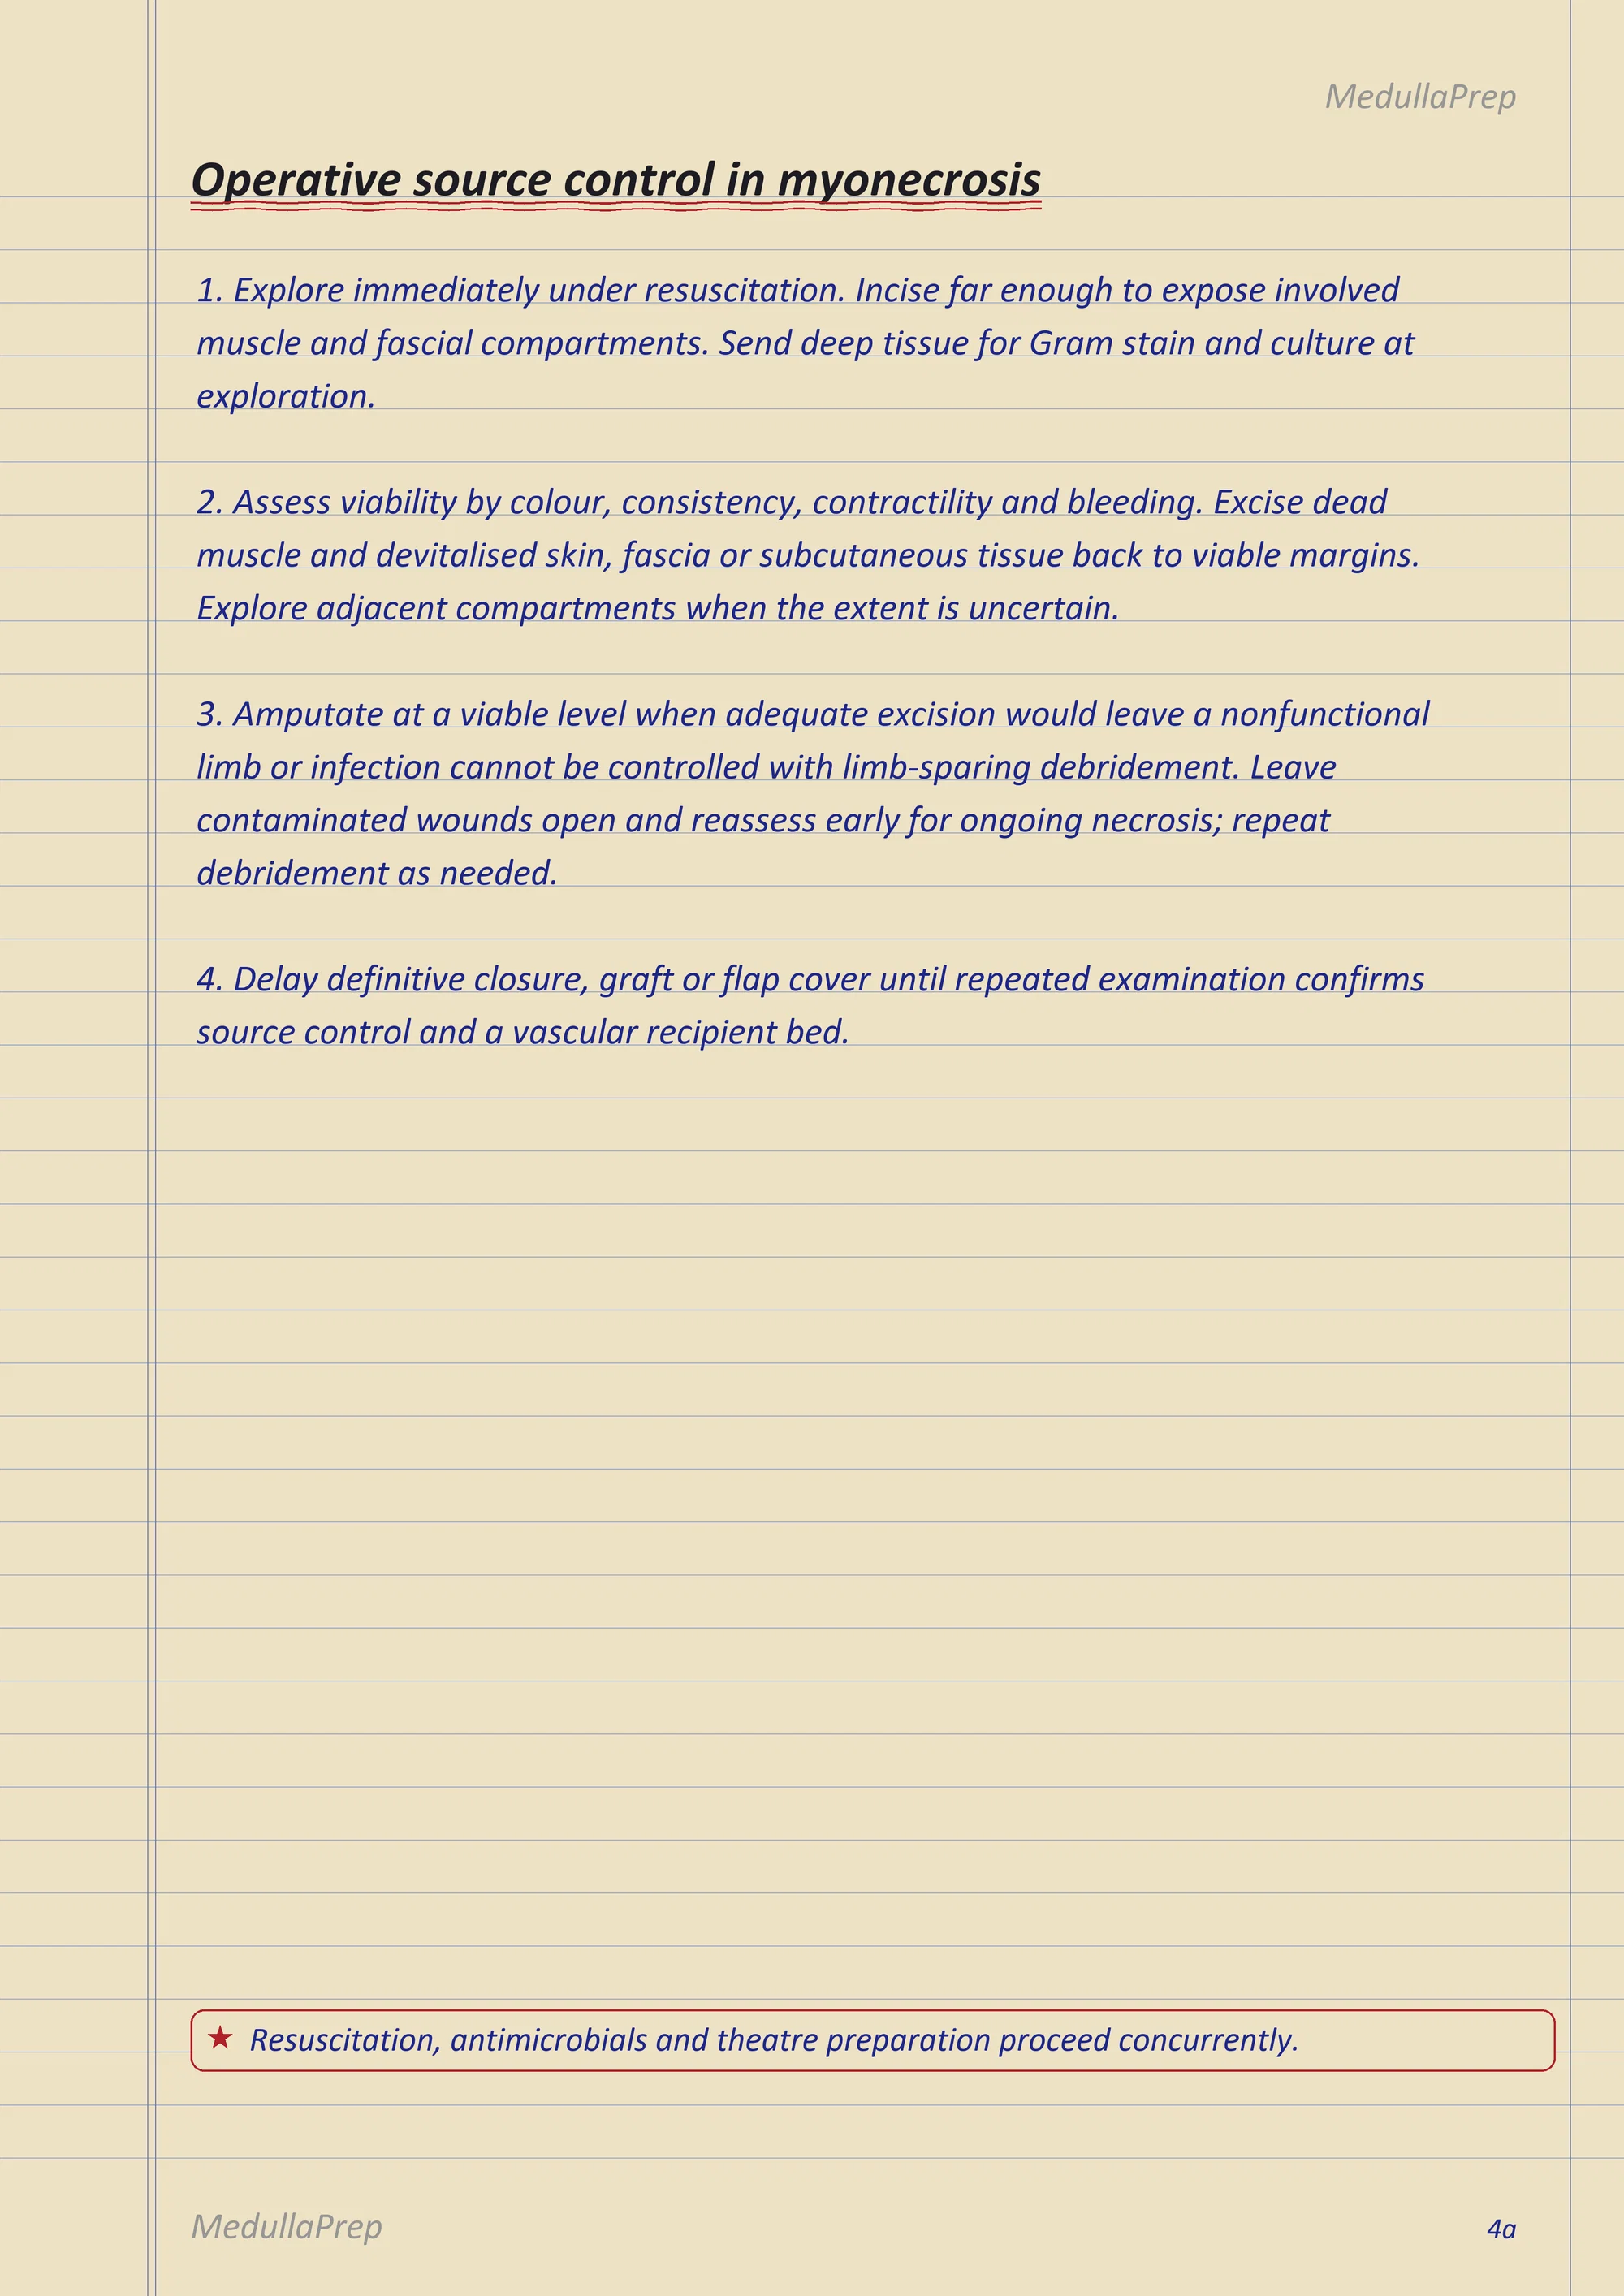 MedullaPrep
Operative source control in myonecrosis
1. Explore immediately under resuscitation. Incise far enough to expose involved
muscle and fascial compartments. Send deep tissue for Gram stain and culture at
exploration.
2. Assess viability by colour, consistency, contractility and bleeding. Excise dead
muscle and devitalised skin, fascia or subcutaneous tissue back to viable margins.
Explore adjacent compartments when the extent is uncertain.
3. Amputate at a viable level when adequate excision would leave a nonfunctional
limb or infection cannot be controlled with limb-sparing debridement. Leave
contaminated wounds open and reassess early for ongoing necrosis; repeat
debridement as needed.
4. Delay definitive closure, graft or flap cover until repeated examination confirms
source control and a vascular recipient bed.
★ Resuscitation, antimicrobials and theatre preparation proceed concurrently.
MedullaPrep
4a